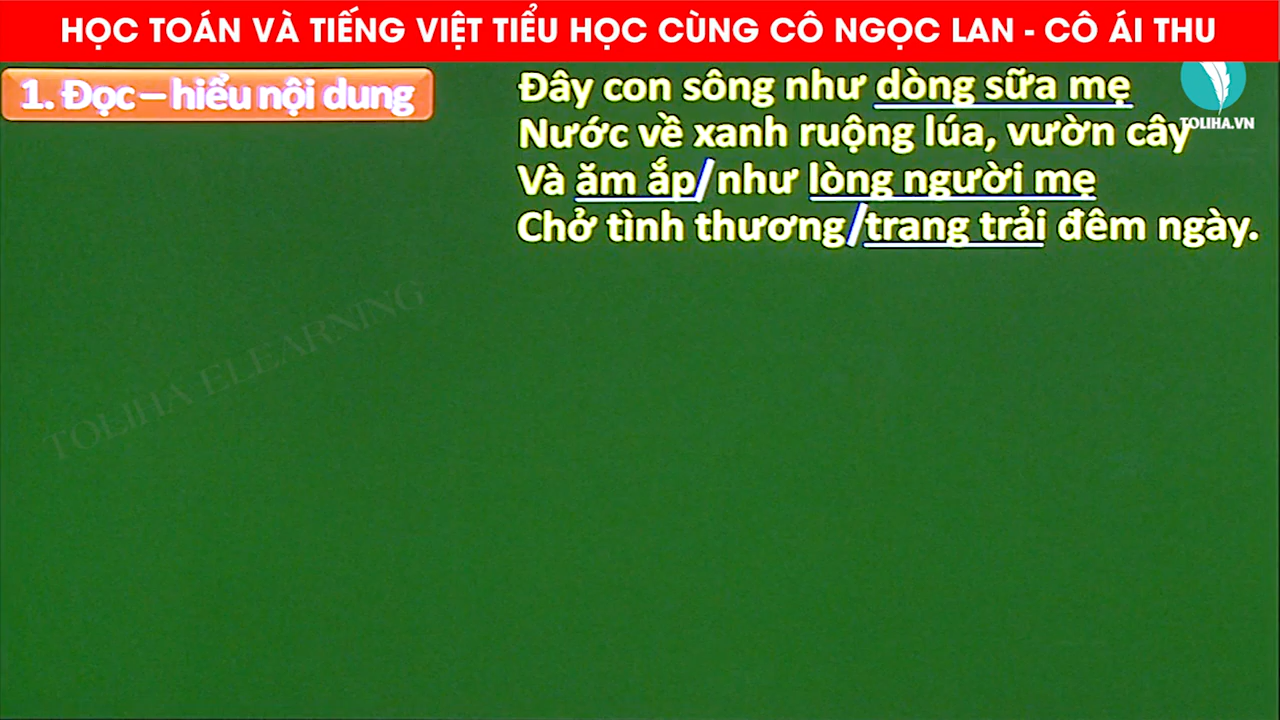 HỌC TOÁN VÀ TIẾNG VIỆT TIỂU HỌC CÙNG CÔ NGỌC LAN - CÔ ÁI THU
1. Đọc – hiểu nội dung
Đây con sông như dòng sữa mẹ
Nước về xanh ruộng lúa, vườn cây
Và ăm ắp/như lòng người mẹ
Chở tình thương/trang trải đêm ngày.
TOLIHA.VN
TOLIHA ELEARNING